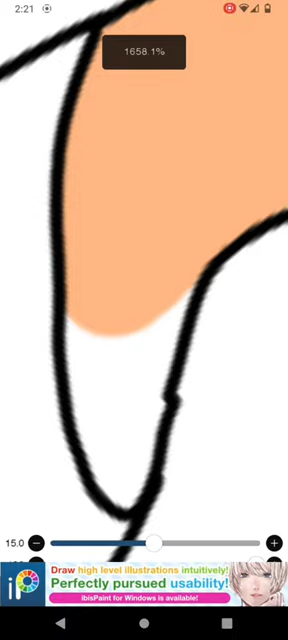 2:21
1658.1%
15.0
Draw high level illustrations intuitively!
Perfectly pursued usability!
ibisPaint for Windows is available!